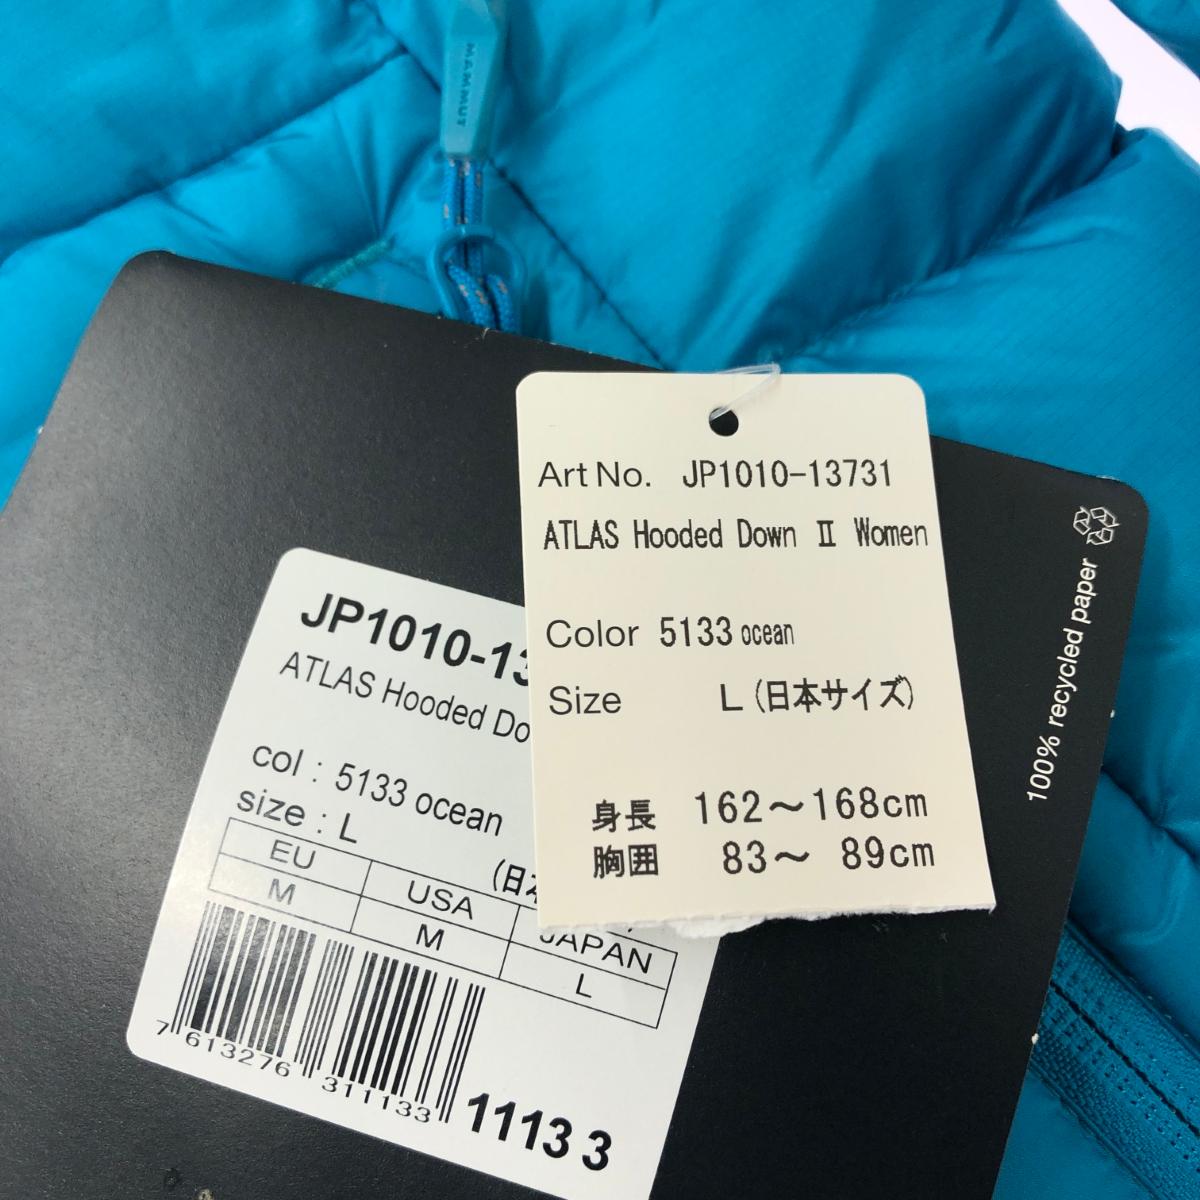 MAMMUT
Art No. JP1010-13731
ATLAS Hooded Down Ⅱ Women
Color 5133 ocean
Size L (日本サイズ)
身長 162～168cm
胸囲 83～ 89cm
100% recycled paper
JP1010-13
ATLAS Hooded Do
col : 5133 ocean
size : L
(日本
EU USA JAPAN
M M L
7 613276 311133
1113 3